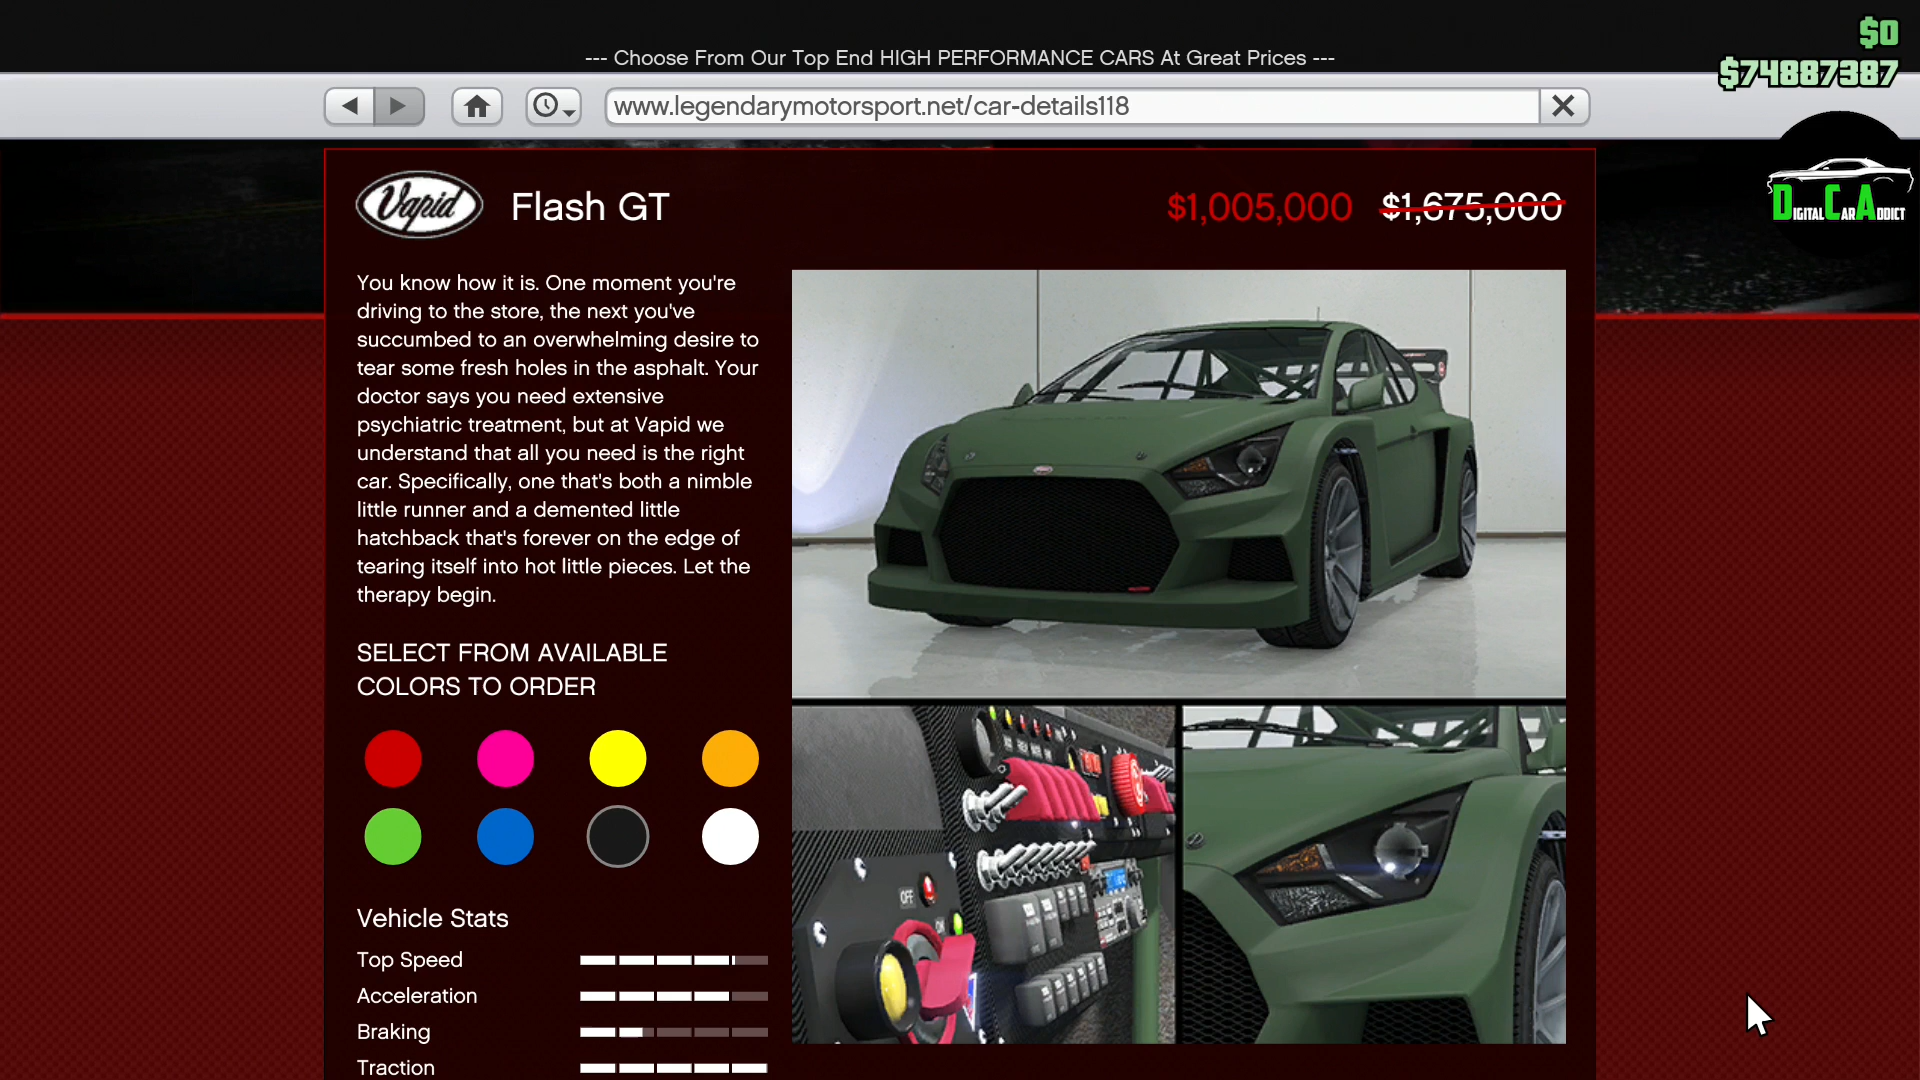 $0
--- Choose From Our Top End HIGH PERFORMANCE CARS At Great Prices ---
$74887387
www.legendarymotorsport.net/car-details118
Vapid
Flash GT
$1,005,000 $1,675,000
DIGITAL CAR ADDICT
You know how it is. One moment you're
driving to the store, the next you've
succumbed to an overwhelming desire to
tear some fresh holes in the asphalt. Your
doctor says you need extensive
psychiatric treatment, but at Vapid we
understand that all you need is the right
car. Specifically, one that's both a nimble
little runner and a demented little
hatchback that's forever on the edge of
tearing itself into hot little pieces. Let the
therapy begin.
SELECT FROM AVAILABLE
COLORS TO ORDER
OFF
ON
Vehicle Stats
Top Speed
Acceleration
Braking
Traction